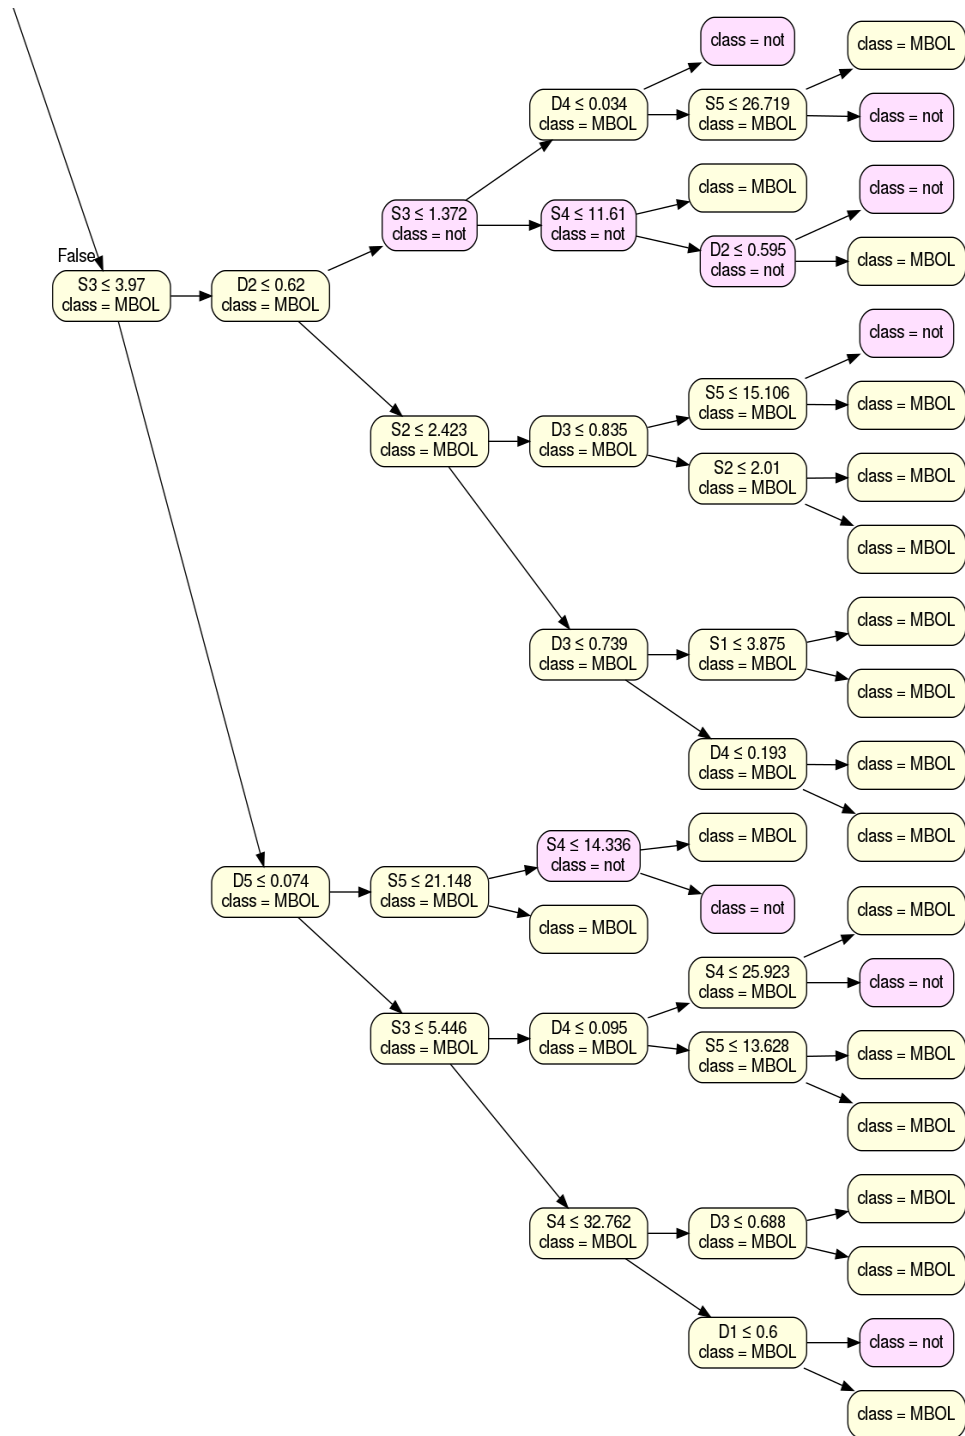 class = not
class = MBOL
D4 ≤ 0.034
class = MBOL
S5 ≤ 26.719
class = MBOL
class = not
S3 ≤ 1.372
class = not
S4 ≤ 11.61
class = not
class = MBOL
class = not
D2 ≤ 0.595
class = not
class = MBOL
False
S3 ≤ 3.97
class = MBOL
D2 ≤ 0.62
class = MBOL
class = not
S5 ≤ 15.106
class = MBOL
class = MBOL
S2 ≤ 2.423
class = MBOL
D3 ≤ 0.835
class = MBOL
S2 ≤ 2.01
class = MBOL
class = MBOL
class = MBOL
class = MBOL
D3 ≤ 0.739
class = MBOL
S1 ≤ 3.875
class = MBOL
class = MBOL
D4 ≤ 0.193
class = MBOL
class = MBOL
class = MBOL
S4 ≤ 14.336
class = not
class = MBOL
D5 ≤ 0.074
class = MBOL
S5 ≤ 21.148
class = MBOL
class = not
class = MBOL
class = MBOL
S4 ≤ 25.923
class = MBOL
class = not
S3 ≤ 5.446
class = MBOL
D4 ≤ 0.095
class = MBOL
S5 ≤ 13.628
class = MBOL
class = MBOL
class = MBOL
class = MBOL
S4 ≤ 32.762
class = MBOL
D3 ≤ 0.688
class = MBOL
class = MBOL
D1 ≤ 0.6
class = MBOL
class = not
class = MBOL